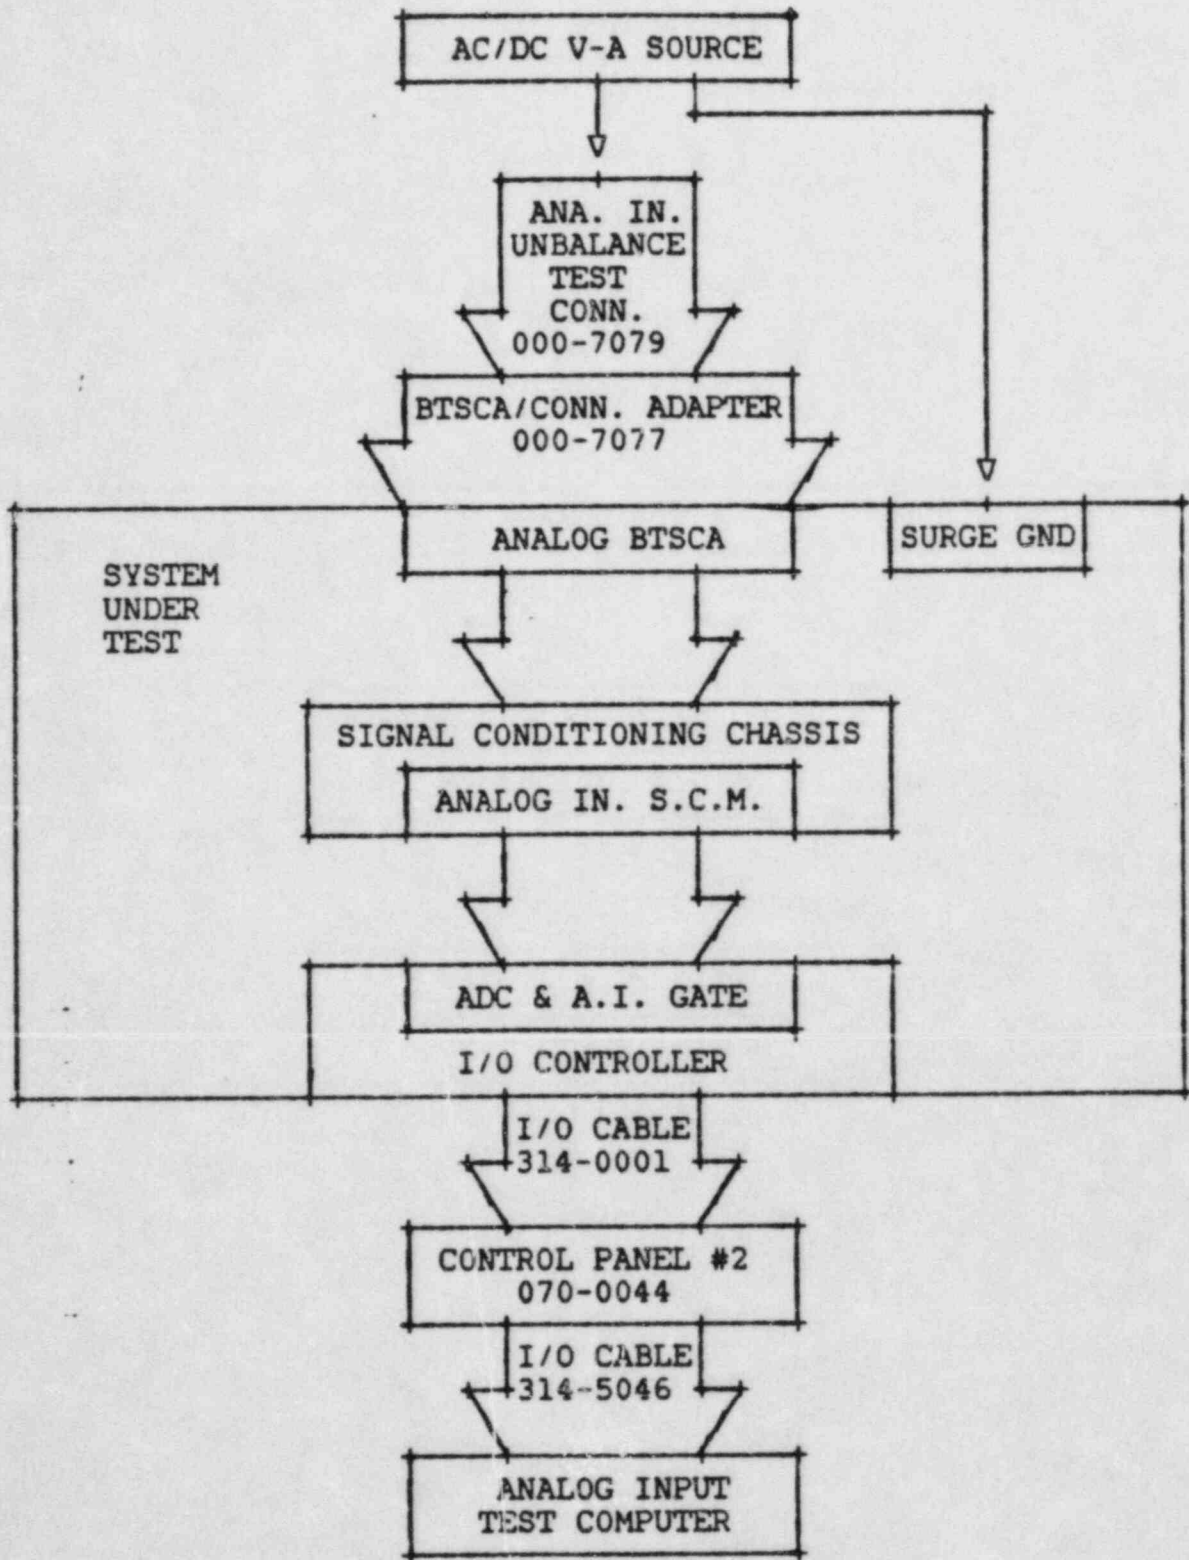 AC/DC V-A SOURCE
ANA. IN.
UNBALANCE
TEST
CONN.
000-7079
BTSCA/CONN. ADAPTER
000-7077
ANALOG BTSCA
SURGE GND
SYSTEM
UNDER
TEST
SIGNAL CONDITIONING CHASSIS
ANALOG IN. S.C.M.
ADC & A.I. GATE
I/O CONTROLLER
I/O CABLE
314-0001
CONTROL PANEL #2
070-0044
I/O CABLE
314-5046
ANALOG INPUT
TEST COMPUTER